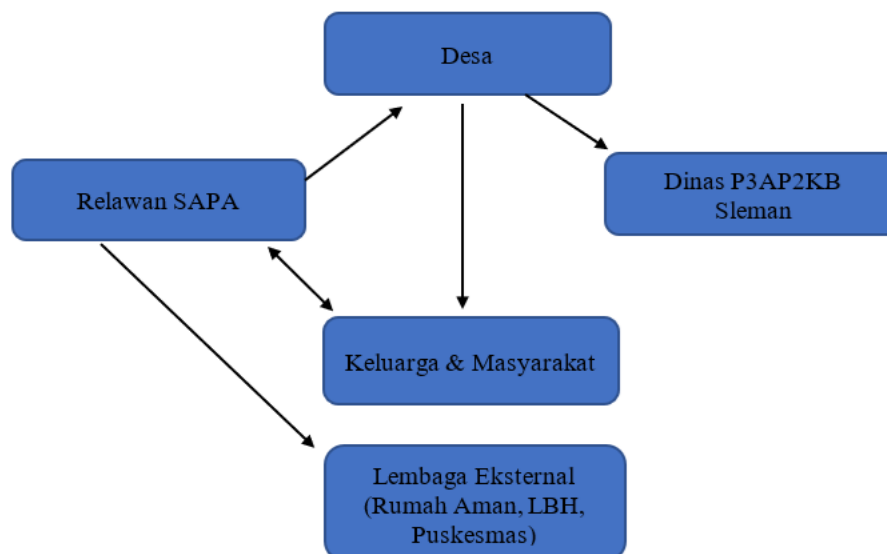 Desa
Relawan SAPA
Dinas P3AP2KB
Sleman
Keluarga & Masyarakat
Lembaga Eksternal
(Rumah Aman, LBH,
Puskesmas)